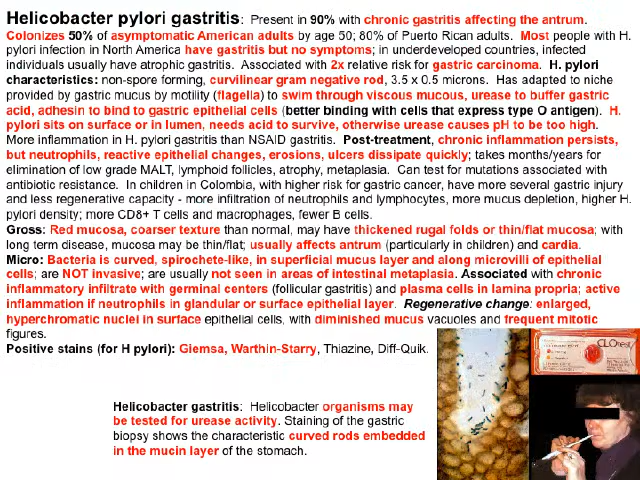 Helicobacter pylori gastritis: Present in 90% with chronic gastritis affecting the antrum.
Colonizes 50% of asymptomatic American adults by age 50; 80% of Puerto Rican adults. Most people with H.
pylori infection in North America have gastritis but no symptoms; in underdeveloped countries, infected
individuals usually have atrophic gastritis. Associated with 2x relative risk for gastric carcinoma. H. pylori
characteristics: non-spore forming, curvilinear gram negative rod, 3.5 x 0.5 microns. Has adapted to niche
provided by gastric mucus by motility (flagella) to swim through viscous mucous, urease to buffer gastric
acid, adhesin to bind to gastric epithelial cells (better binding with cells that express type O antigen). H.
pylori sits on surface or in lumen, needs acid to survive, otherwise urease causes pH to be too high.
More inflammation in H. pylori gastritis than NSAID gastritis. Post-treatment, chronic inflammation persists,
but neutrophils, reactive epithelial changes, erosions, ulcers dissipate quickly; takes months/years for
elimination of low grade MALT, lymphoid follicles, atrophy, metaplasia. Can test for mutations associated with
antibiotic resistance. In children in Colombia, with higher risk for gastric cancer, have more several gastric injury
and less regenerative capacity - more infiltration of neutrophils and lymphocytes, more mucus depletion, higher H.
pylori density; more CD8+ T cells and macrophages, fewer B cells.
Gross: Red mucosa, coarser texture than normal, may have thickened rugal folds or thin/flat mucosa; with
long term disease, mucosa may be thin/flat; usually affects antrum (particularly in children) and cardia.
Micro: Bacteria is curved, spirochete-like, in superficial mucus layer and along microvilli of epithelial
cells; are NOT invasive; are usually not seen in areas of intestinal metaplasia. Associated with chronic
inflammatory infiltrate with germinal centers (follicular gastritis) and plasma cells in lamina propria; active
inflammation if neutrophils in glandular or surface epithelial layer. Regenerative change: enlarged,
hyperchromatic nuclei in surface epithelial cells, with diminished mucus vacuoles and frequent mitotic
figures.
Positive stains (for H pylori): Giemsa, Warthin-Starry, Thiazine, Diff-Quik.
CLOtest
Helicobacter gastritis: Helicobacter organisms may
be tested for urease activity. Staining of the gastric
biopsy shows the characteristic curved rods embedded
in the mucin layer of the stomach.